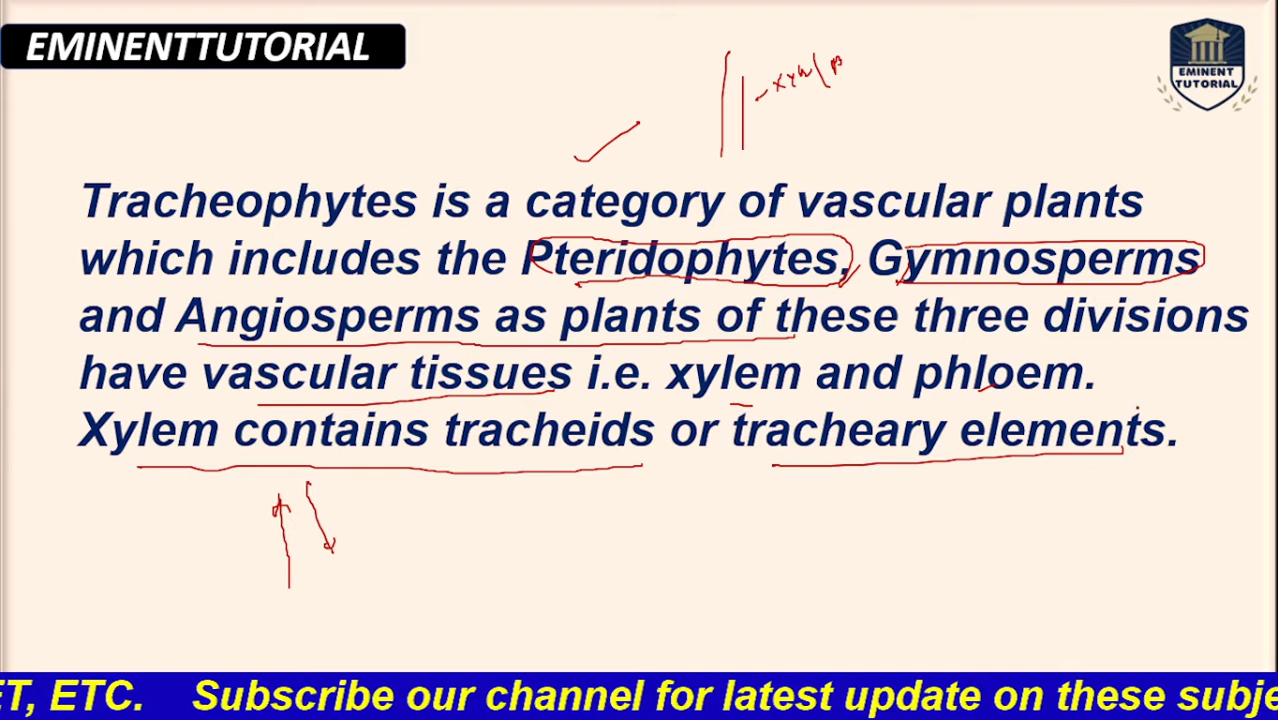 EMINENTTUTORIAL
EMINENT
TUTORIAL
Tracheophytes is a category of vascular plants
which includes the Pteridophytes, Gymnosperms
and Angiosperms as plants of these three divisions
have vascular tissues i.e. xylem and phloem.
Xylem contains tracheids or tracheary elements.
ET, ETC. Subscribe our channel for latest update on these